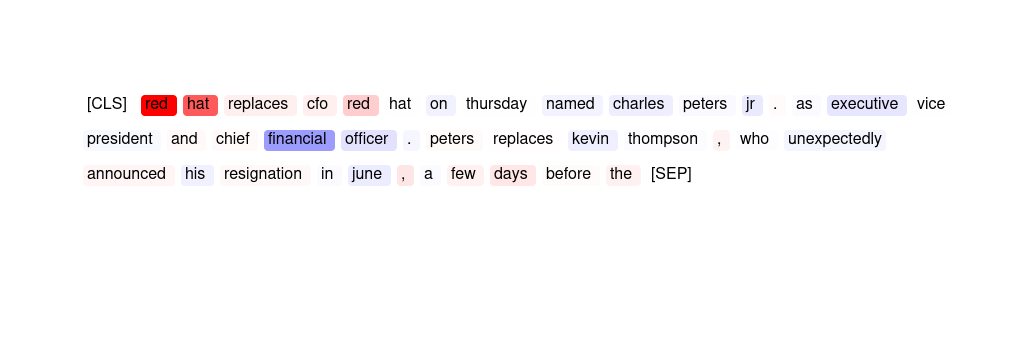 [CLS] red hat replaces cfo red hat on thursday named charles peters jr . as executive vice
president and chief financial officer . peters replaces kevin thompson , who unexpectedly
announced his resignation in june , a few days before the [SEP]